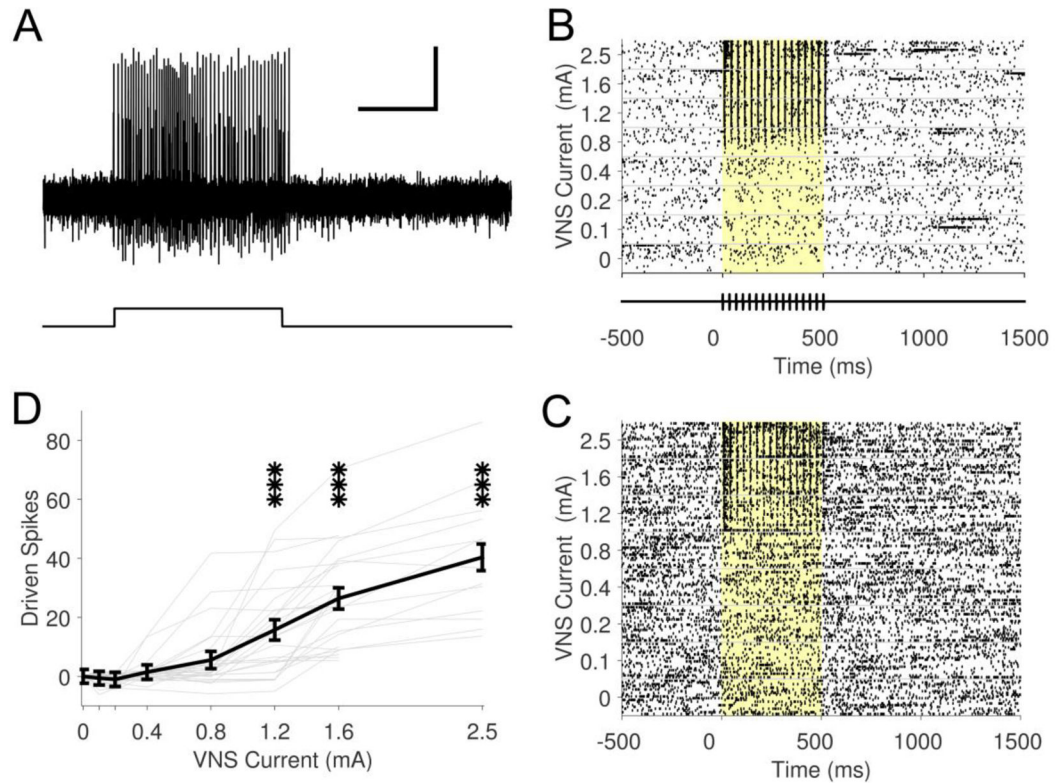 A
B
VNS Current (mA)
2.5
1.6
1.2
0.8
0.4
0.2
0.1
0
-500 0 500 1000 1500
Time (ms)
D
Driven Spikes
80
60
40
20
0
0 0.4 0.8 1.2 1.6 2.5
VNS Current (mA)
C
VNS Current (mA)
2.5
1.6
1.2
0.8
0.4
0.2
0.1
0
-500 0 500 1000 1500
Time (ms)